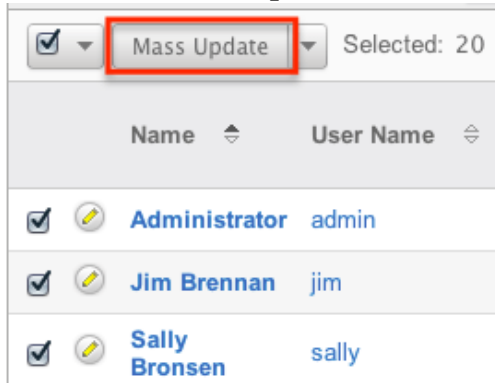 Mass Update Selected: 20
Name User Name
Administrator admin
Jim Brennan jim
Sally
Bronsen sally